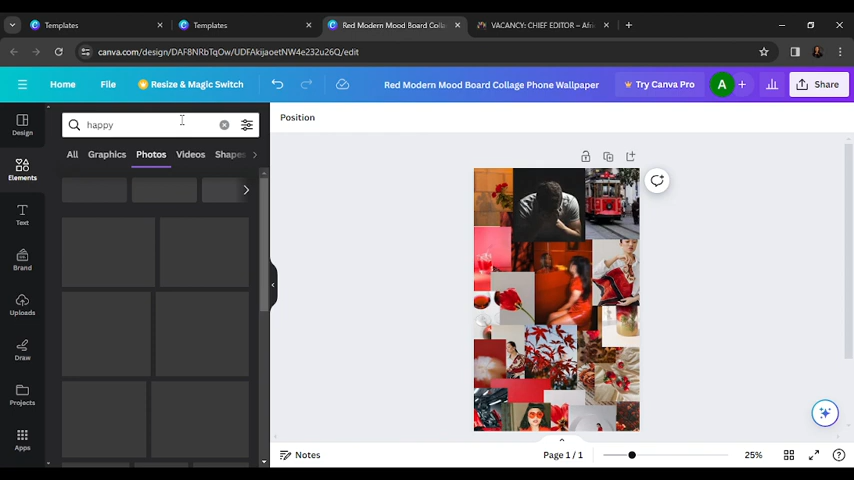 Templates
Templates
Red Modern Mood Board Colla
VACANCY: CHIEF EDITOR – Afri
canva.com/design/DAF8NRbTqOw/UDFAkijaoetNW4e232u26Q/edit
Home
File
Resize & Magic Switch
Red Modern Mood Board Collage Phone Wallpaper
Try Canva Pro
A
Share
Design
Elements
Text
Brand
Uploads
Draw
Projects
Apps
happy
All Graphics Photos Videos Shapes
Position
Notes
Page 1 / 1
25%